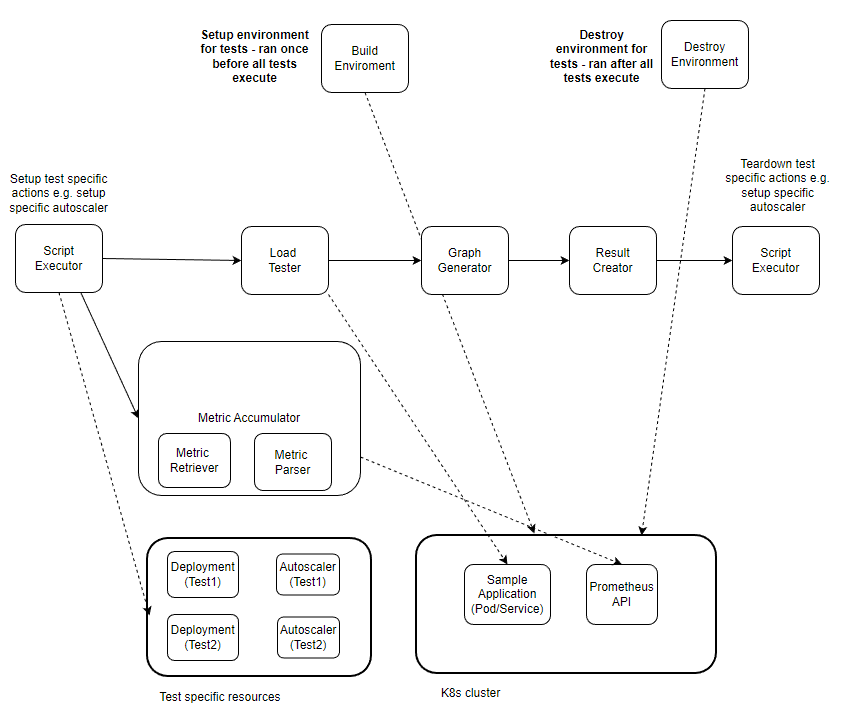 Setup environment
for tests - ran once
before all tests
execute
Build
Enviroment
Destroy
environment for
tests - ran after all
tests execute
Destroy
Environment
Setup test specific
actions e.g. setup
specific autoscaler
Teardown test
specific actions e.g.
setup specific
autoscaler
Script
Executor
Load
Tester
Graph
Generator
Result
Creator
Script
Executor
Metric Accumulator
Metric
Retriever
Metric
Parser
Deployment
(Test1)
Autoscaler
(Test1)
Deployment
(Test2)
Autoscaler
(Test2)
Test specific resources
Sample
Application
(Pod/Service)
Prometheus
API
K8s cluster